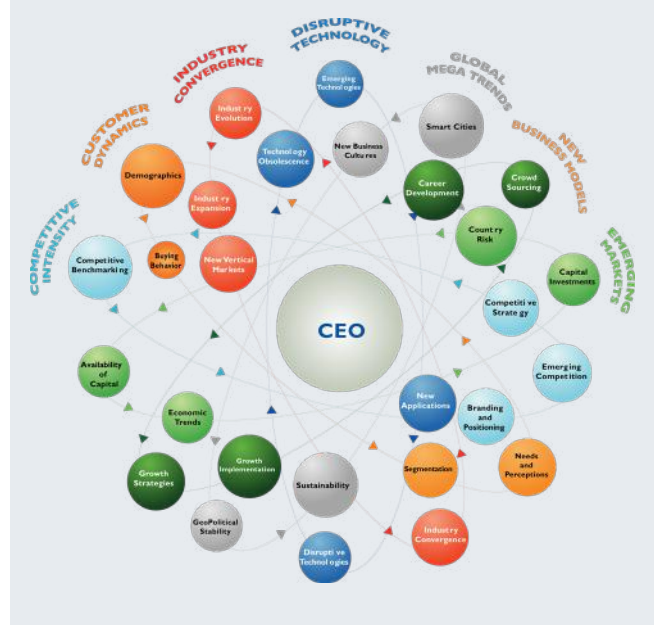 DISRUPTIVE
TECHNOLOGY
INDUSTRY
CONVERGENCE
GLOBAL
MEGA TRENDS
CUSTOMER
DYNAMICS
NEW
BUSINESS MODELS
COMPETITIVE
INTENSITY
EMERGING
MARKETS
Emerging
Technologies
Industry
Evolution
Smart Cities
Technology
Obsolescence
New Business
Cultures
Demographics
Career
Development
Crowd
Sourcing
Industry
Expansion
Country
Risk
Competitive
Benchmarking
Buying
Behavior
New Vertical
Markets
Capital
Investments
Competitive
Strategy
CEO
Availability
of
Capital
Emerging
Competition
Economic
Trends
New
Applications
Branding
and
Positioning
Growth
Strategies
Growth
Implementation
Sustainability
Segmentation
Needs
and
Perceptions
GeoPolitical
Stability
Industry
Convergence
Disruptive
Technologies